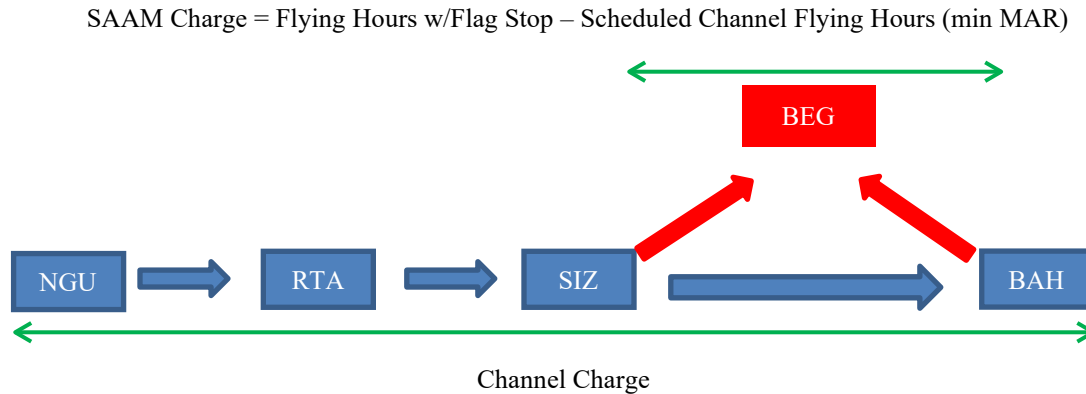 SAAM Charge = Flying Hours w/Flag Stop – Scheduled Channel Flying Hours (min MAR)
BEG
NGU
RTA
SIZ
BAH
Channel Charge